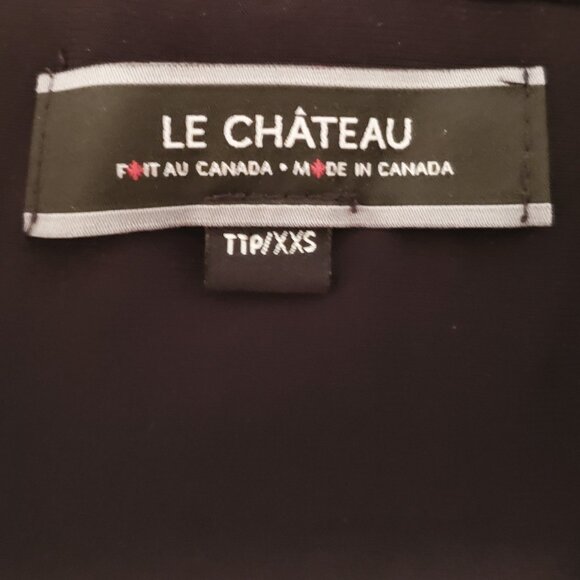 LE CHÂTEAU
FAIT AU CANADA • MADE IN CANADA
TTP/XXS